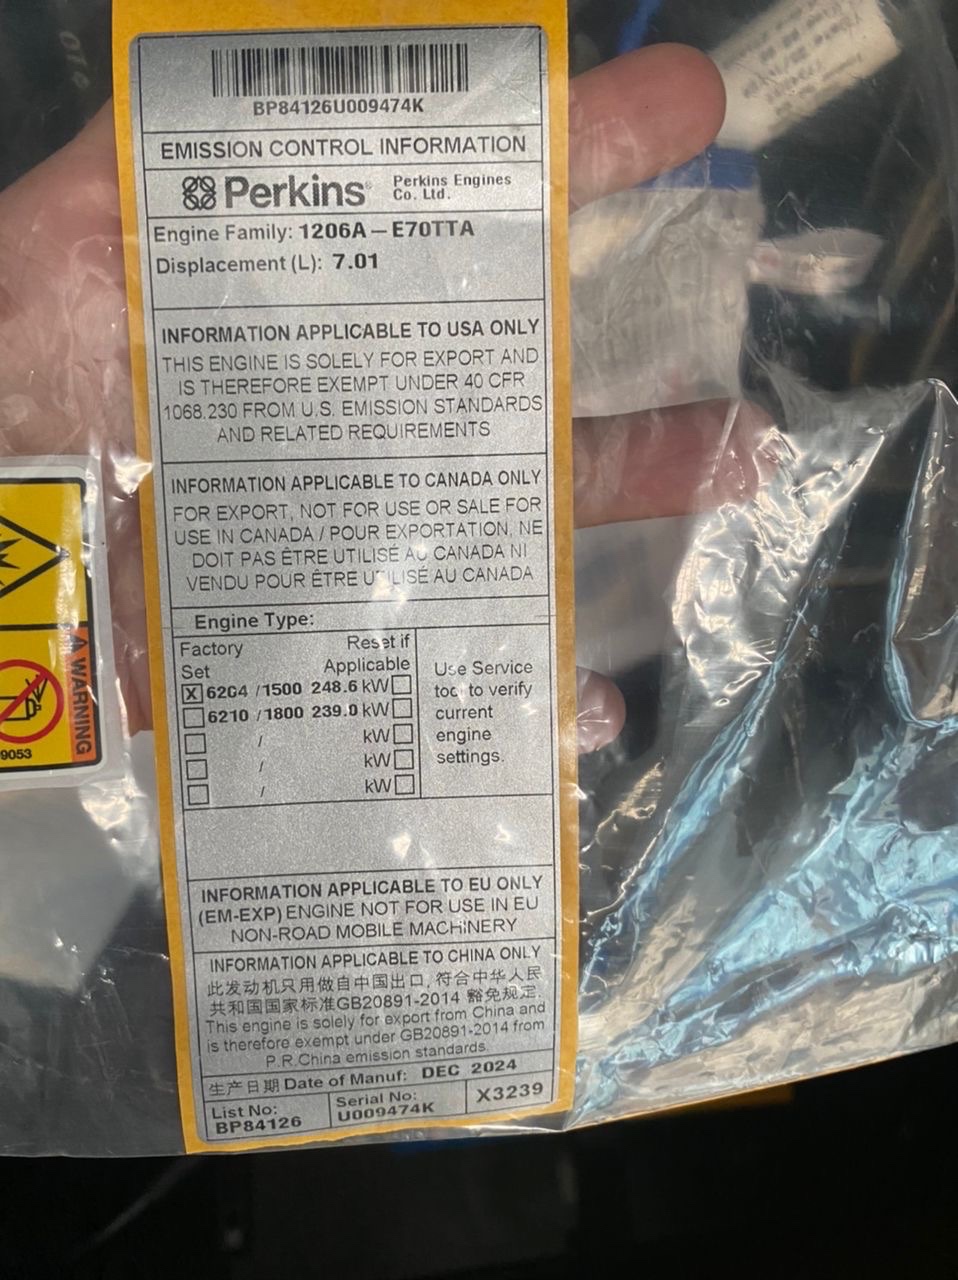 BP84126U009474K
EMISSION CONTROL INFORMATION
Perkins® Perkins Engines
Co. Ltd.
Engine Family: 1206A – E70TTA
Displacement (L): 7.01
INFORMATION APPLICABLE TO USA ONLY
THIS ENGINE IS SOLELY FOR EXPORT AND
IS THEREFORE EXEMPT UNDER 40 CFR
1068.230 FROM U.S. EMISSION STANDARDS
AND RELATED REQUIREMENTS
INFORMATION APPLICABLE TO CANADA ONLY
FOR EXPORT, NOT FOR USE OR SALE FOR
USE IN CANADA / POUR EXPORTATION, NE
DOIT PAS ÊTRE UTILISÉ AU CANADA NI
VENDU POUR ÊTRE UTILISÉ AU CANADA
Engine Type:
Factory Reset if
Set Applicable
X 6204 /1500 248.6 kW
6210 /1800 239.0 kW
/ kW
/ kW
/ kW
Use Service
tool to verify
current
engine
settings.
INFORMATION APPLICABLE TO EU ONLY
(EM-EXP) ENGINE NOT FOR USE IN EU
NON-ROAD MOBILE MACHINERY
INFORMATION APPLICABLE TO CHINA ONLY
此发动机只用做自中国出口, 符合中华人民
共和国国家标准GB20891-2014 豁免规定.
This engine is solely for export from China and
is therefore exempt under GB20891-2014 from
P.R.China emission standards.
生产日期 Date of Manuf: DEC 2024
List No:
BP84126
Serial No:
U009474K
X3239
WARNING
9053